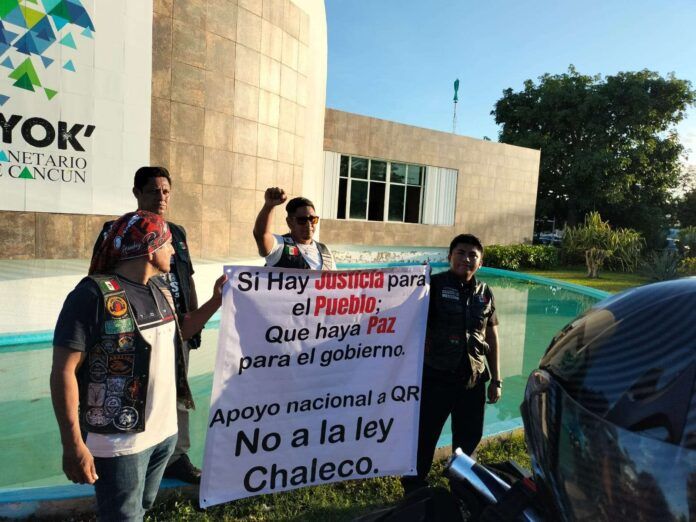 YOK'
ANETARIO
E CANCUN
Si Hay Justicia para
el Pueblo;
Que haya Paz
para el gobierno.
Apoyo nacional a QR
No a la ley
Chaleco.